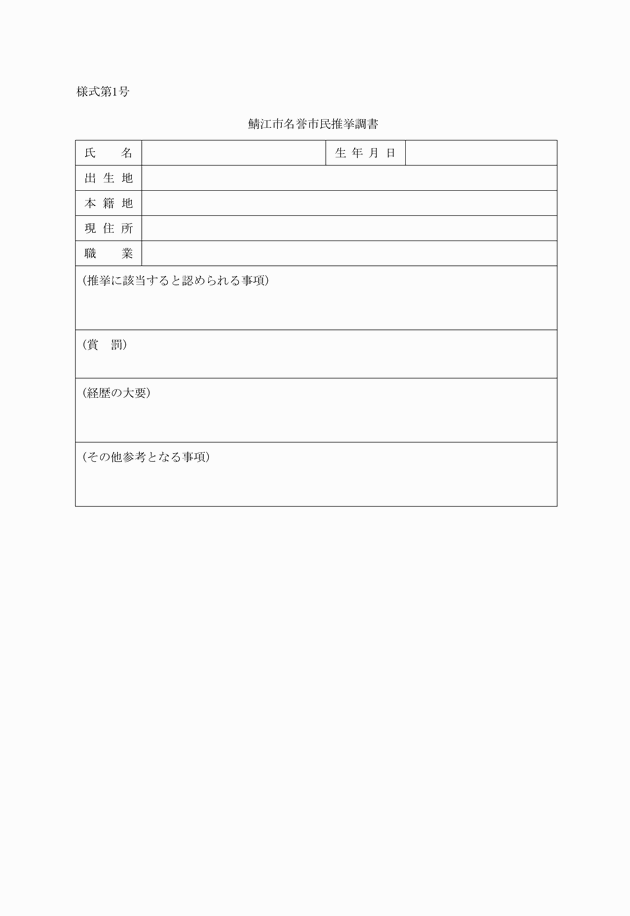 様式第1号
鯖江市名誉市民推挙調書
氏　　名　生年月日
出生地
本籍地
現住所
職　　業
(推挙に該当すると認められる事項)
(賞　罰)
(経歴の大要)
(その他参考となる事項)